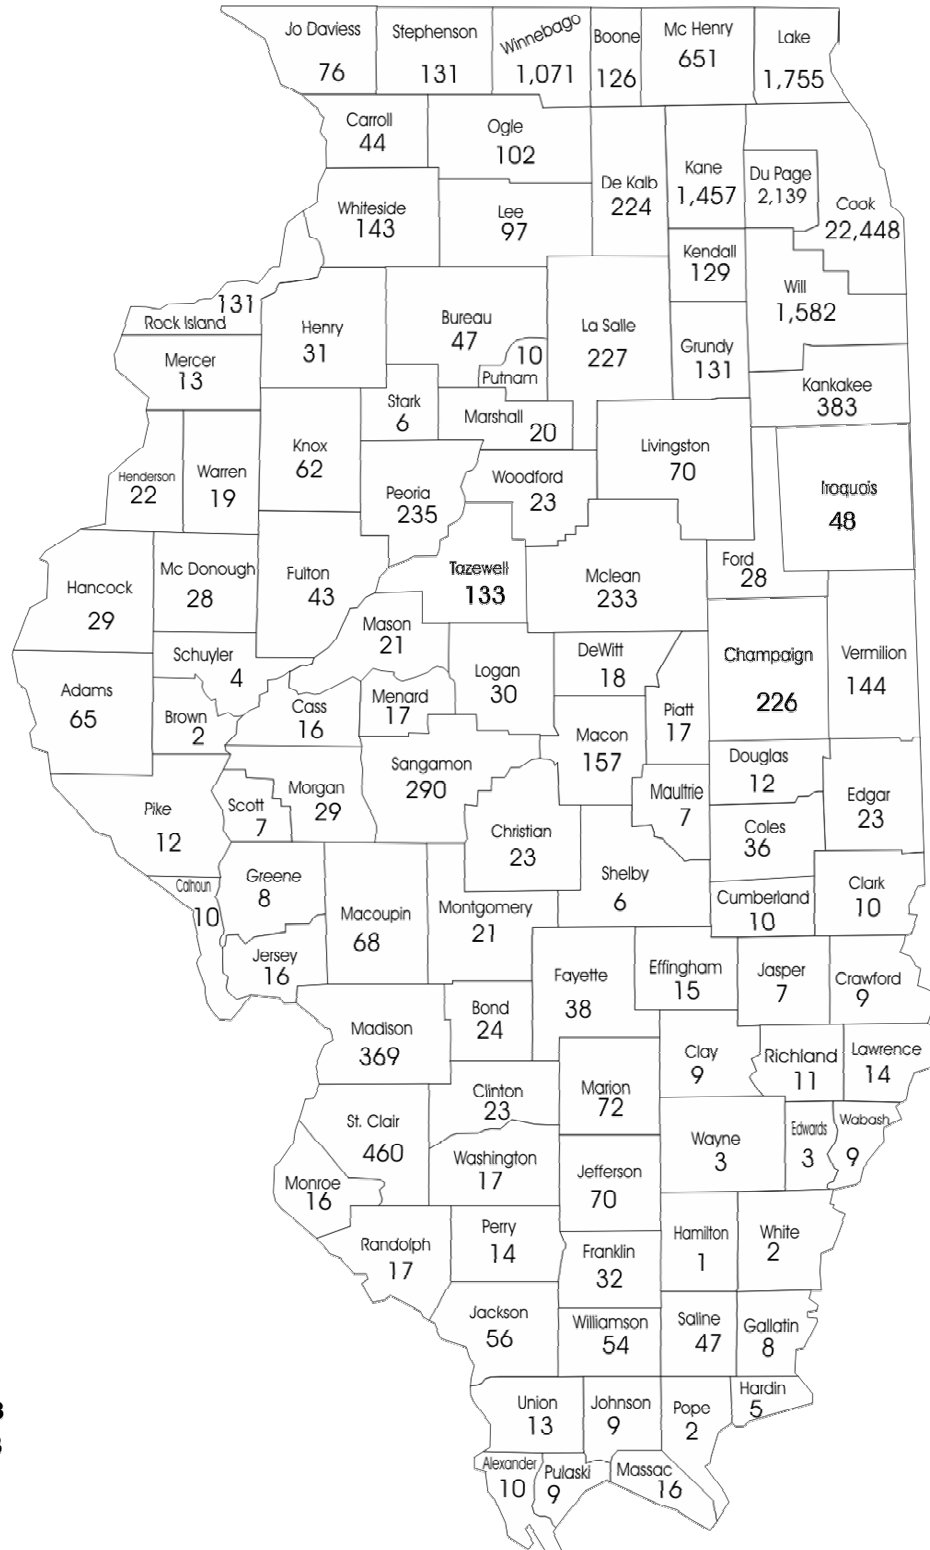 Jo Daviess
76
Stephenson
131
Winnebago
1,071
Boone
126
Mc Henry
651
Lake
1,755
Carroll
44
Ogle
102
De Kalb
224
Kane
1,457
Du Page
2,139
Cook
22,448
Whiteside
143
Lee
97
Kendall
129
Will
1,582
131
Rock Island
Henry
31
Bureau
47
10
Putnam
La Salle
227
Grundy
131
Kankakee
383
Mercer
13
Stark
6
Marshall
20
Knox
62
Livingston
70
Henderson
22
Warren
19
Peoria
235
Woodford
23
Iroquois
48
Hancock
29
Mc Donough
28
Fulton
43
Tazewell
133
Mclean
233
Ford
28
Mason
21
Schuyler
4
Logan
30
DeWitt
18
Champaign
226
Vermilion
144
Adams
65
Brown
2
Cass
16
Menard
17
Piatt
17
Macon
157
Sangamon
290
Douglas
12
Pike
12
Scott
7
Morgan
29
Maultrie
7
Edgar
23
Christian
23
Coles
36
Shelby
6
Calhoun
10
Greene
8
Macoupin
68
Montgomery
21
Cumberland
10
Clark
10
Jersey
16
Fayette
38
Effingham
15
Jasper
7
Crawford
9
Bond
24
Madison
369
Clay
9
Richland
11
Lawrence
14
Clinton
23
Marion
72
St. Clair
460
Wayne
3
Edwards
3
Wabash
9
Washington
17
Jefferson
70
Monroe
16
Randolph
17
Perry
14
Hamilton
1
White
2
Franklin
32
Jackson
56
Williamson
54
Saline
47
Gallatin
8
Union
13
Johnson
9
Pope
2
Hardin
5
Alexander
10
Pulaski
9
Massac
16